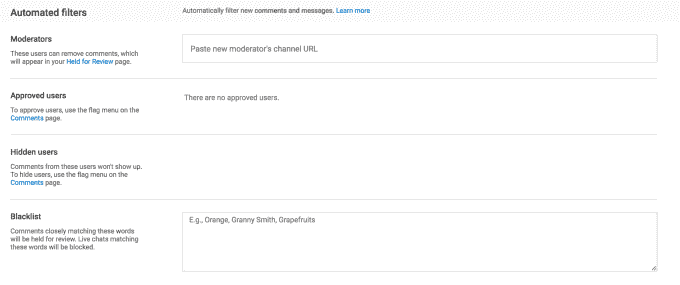 Automated filters
Automatically filter new comments and messages. Learn more
Moderators
These users can remove comments, which
will appear in your Held for Review page.
Paste new moderator's channel URL
Approved users
To approve users, use the flag menu on the
Comments page.
There are no approved users.
Hidden users
Comments from these users won't show up.
To hide users, use the flag menu on the
Comments page.
Blacklist
Comments closely matching these words
will be held for review. Live chats matching
these words will be blocked.
E.g., Orange, Granny Smith, Grapefruits